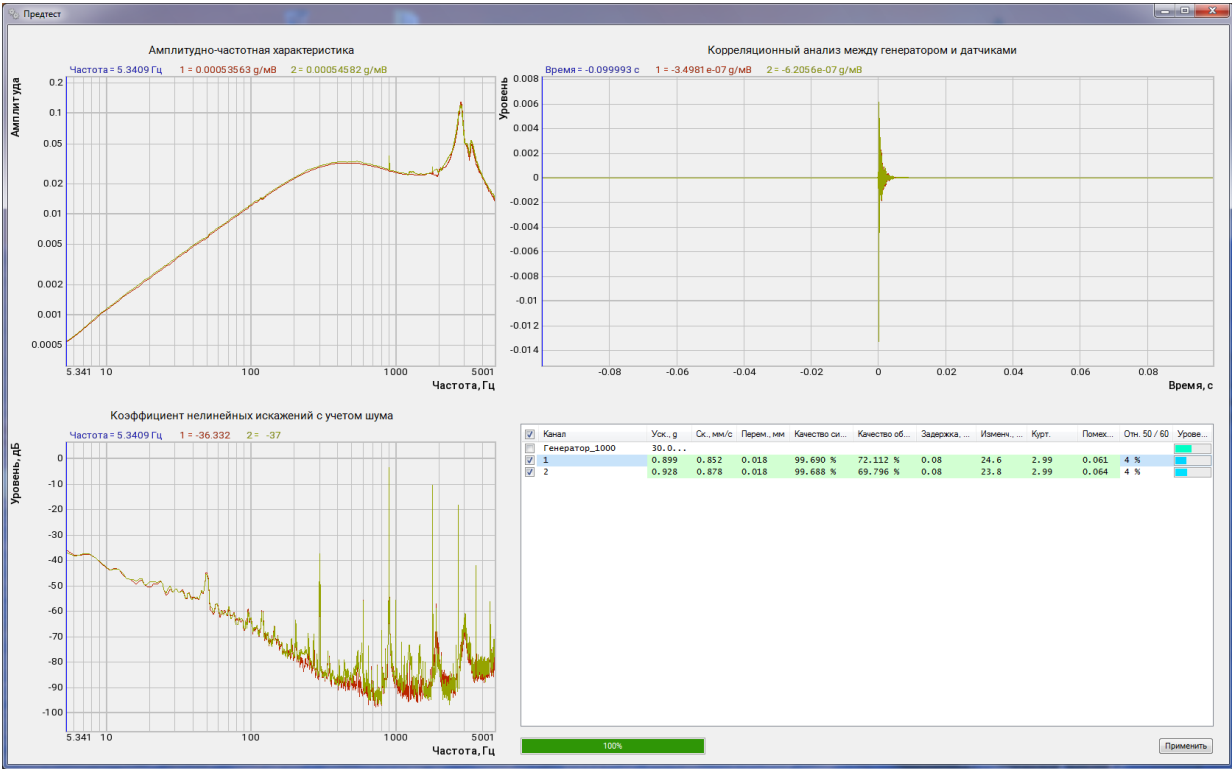 Предтест
Амплитудно-частотная характеристика
Частота = 5.3409 Гц 1 = 0.00053563 g/мВ 2 = 0.00054582 g/мВ
Амплитуда
0.2
0.1
0.05
0.02
0.01
0.005
0.002
0.001
0.0005
5.341 10 100 1000 5001
Частота, Гц
Корреляционный анализ между генератором и датчиками
Время = -0.099993 с 1 = -3.4981e-07 g/мВ 2 = -6.2056e-07 g/мВ
Уровень
0.008
0.006
0.004
0.002
0
-0.002
-0.004
-0.006
-0.008
-0.01
-0.012
-0.014
-0.08 -0.06 -0.04 -0.02 0 0.02 0.04 0.06 0.08
Время, с
Коэффициент нелинейных искажений с учетом шума
Частота = 5.3409 Гц 1 = -36.332 2 = -37
Уровень, дБ
0
-10
-20
-30
-40
-50
-60
-70
-80
-90
-100
5.341 10 100 1000 5001
Частота, Гц
Канал Уск., g Ск., мм/с Перем., мм Качество си... Качество об... Задержка, ... Изменч., ... Курт. Помех... Отн. 50 / 60 Урове...
Генератор_1000 30.0...
1 0.899 0.852 0.018 99.690 % 72.112 % 0.08 24.6 2.99 0.061 4 %
2 0.928 0.878 0.018 99.688 % 69.796 % 0.08 23.8 2.99 0.064 4 %
100%
Применить